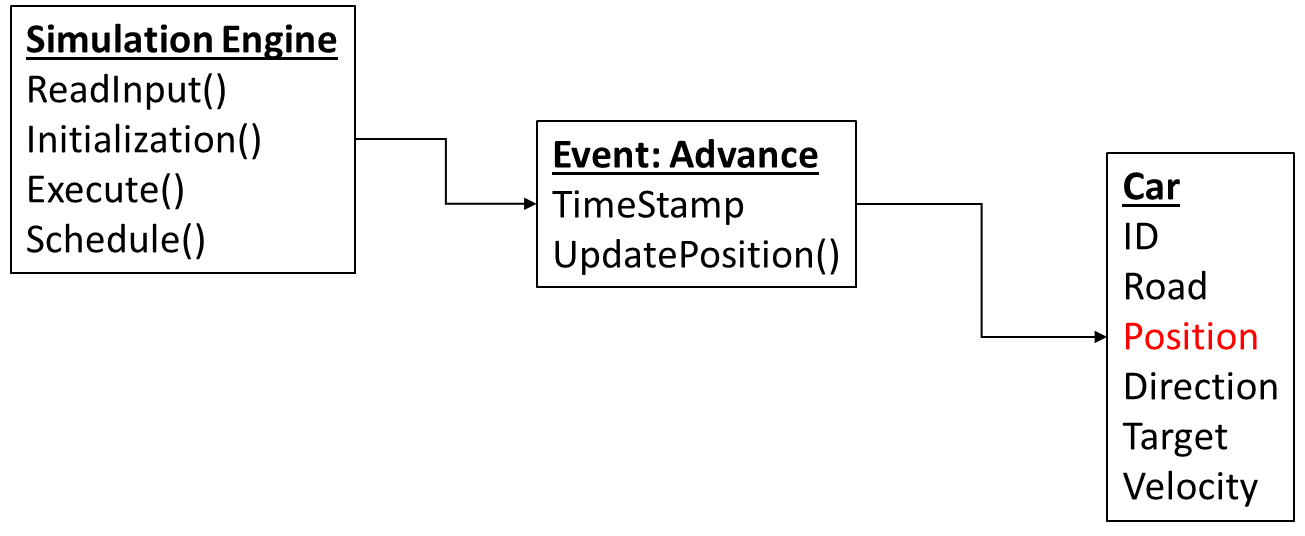 Simulation Engine
ReadInput()
Initialization()
Execute()
Schedule()
Event: Advance
TimeStamp
UpdatePosition()
Car
ID
Road
Position
Direction
Target
Velocity